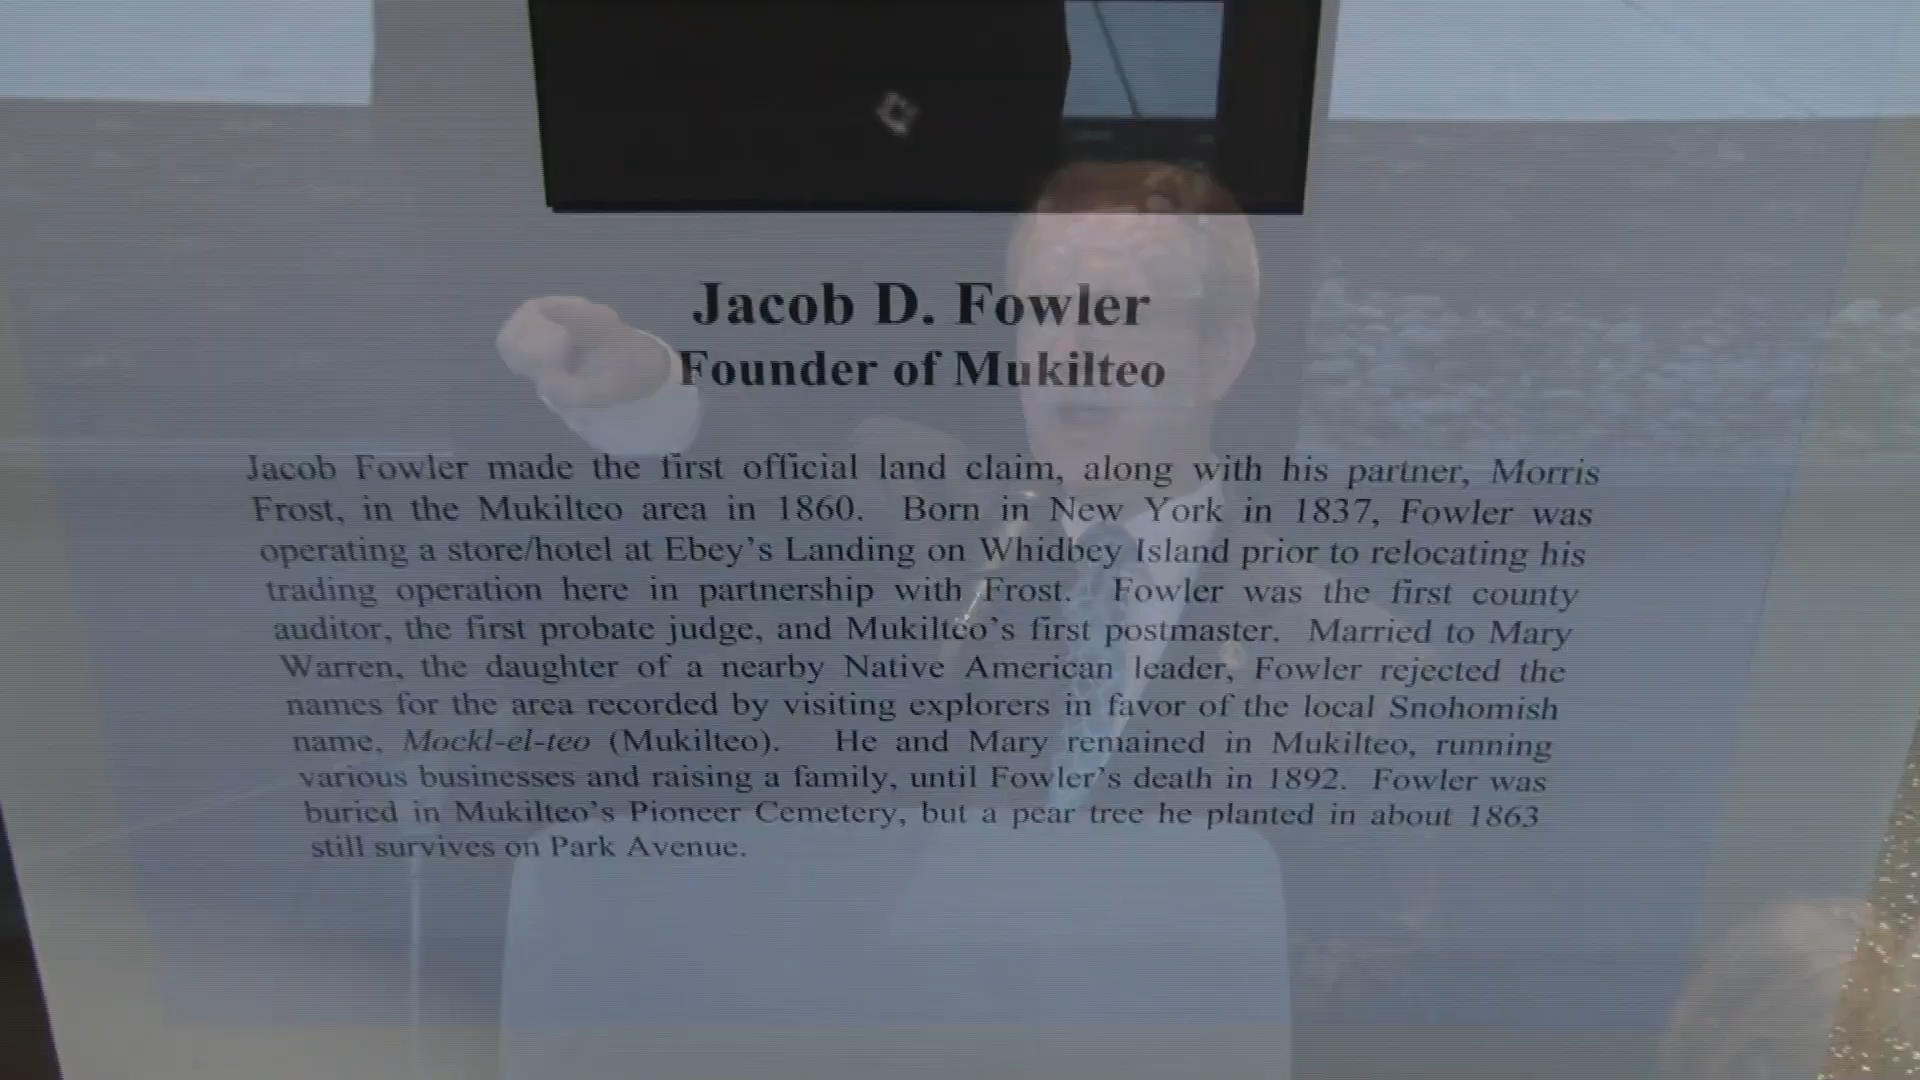 Jacob D. Fowler
Founder of Mukilteo
Jacob Fowler made the first official land claim, along with his partner, Morris
Frost, in the Mukilteo area in 1860. Born in New York in 1837, Fowler was
operating a store/hotel at Ebey's Landing on Whidbey Island prior to relocating his
trading operation here in partnership with Frost. Fowler was the first county
auditor, the first probate judge, and Mukilteo's first postmaster. Married to Mary
Warren, the daughter of a nearby Native American leader, Fowler rejected the
names for the area recorded by visiting explorers in favor of the local Snohomish
name, Mockl-el-teo (Mukilteo). He and Mary remained in Mukilteo, running
various businesses and raising a family, until Fowler's death in 1892. Fowler was
buried in Mukilteo's Pioneer Cemetery, but a pear tree he planted in about 1863
still survives on Park Avenue.